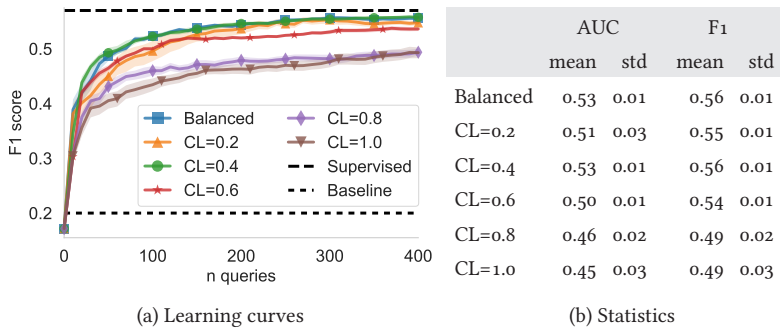 0.5
0.4
0.3
0.2
F1 score
Balanced
CL=0.2
CL=0.4
CL=0.6
CL=0.8
CL=1.0
Supervised
Baseline
0 100 200 300 400
n queries
(a) Learning curves
AUC F1
mean std mean std
Balanced 0.53 0.01 0.56 0.01
CL=0.2 0.51 0.03 0.55 0.01
CL=0.4 0.53 0.01 0.56 0.01
CL=0.6 0.50 0.01 0.54 0.01
CL=0.8 0.46 0.02 0.49 0.02
CL=1.0 0.45 0.03 0.49 0.03
(b) Statistics